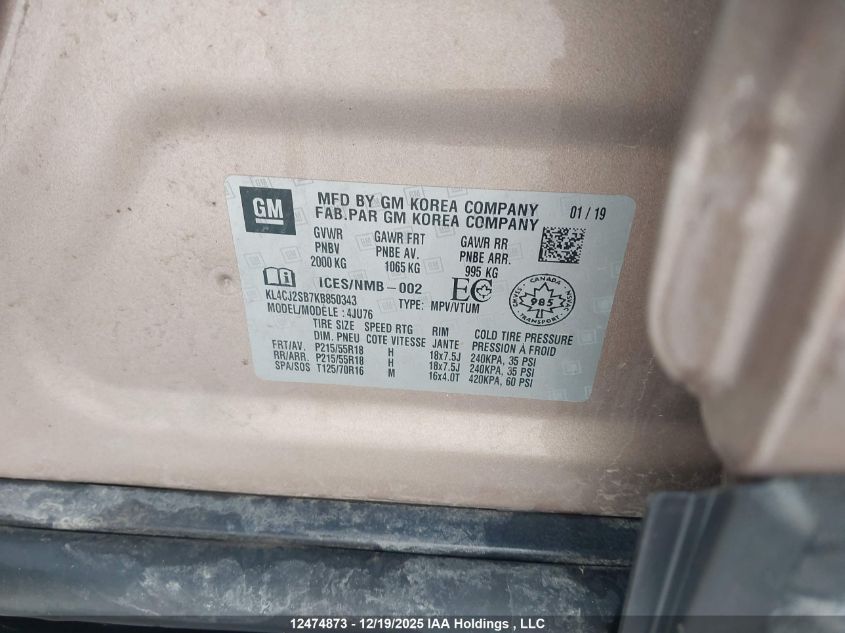 GM
MFD BY GM KOREA COMPANY 01/19
FAB.PAR GM KOREA COMPANY
GVWR GAWR FRT GAWR RR
PNBV PNBE AV. PNBE ARR.
2000 KG 1065 KG 995 KG
ICES/NMB-002
KL4CJ2SB7KB850343 TYPE: MPV/VTUM
MODEL/MODÈLE: 4JU76
EC
CANADA
985
TRANSPORT
TIRE SIZE SPEED RTG RIM COLD TIRE PRESSURE
DIM. PNEU COTE VITESSE JANTE PRESSION À FROID
FRT/AV. P215/55R18 H 18x7.5J 240KPA, 35 PSI
RR/ARR. P215/55R18 H 18x7.5J 240KPA, 35 PSI
SPA/SOS T125/70R16 M 16x4.0T 420KPA, 60 PSI
12474873 - 12/19/2025 IAA Holdings , LLC